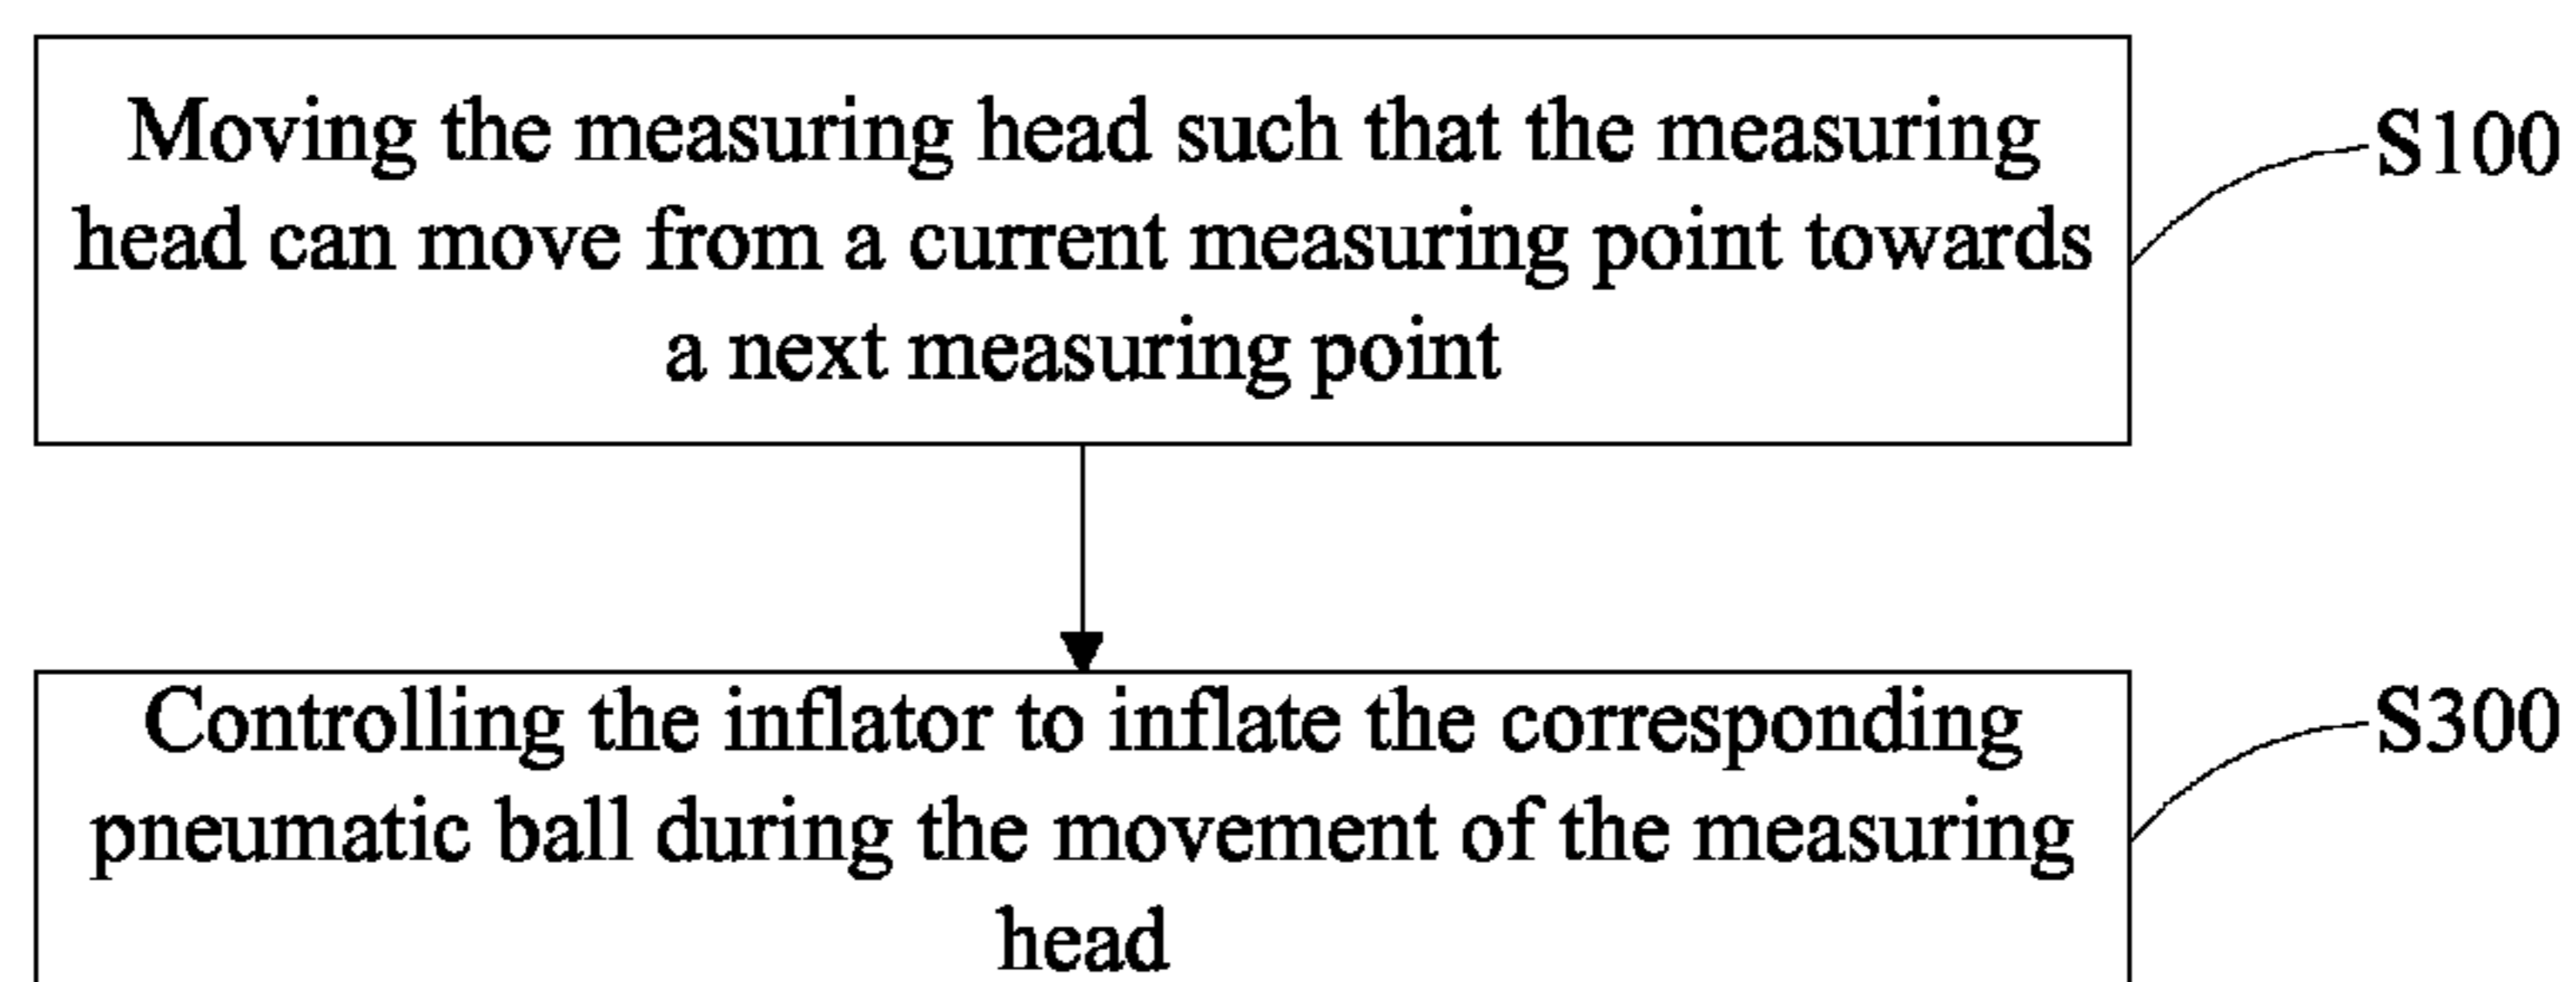 Moving the measuring head such that the measuring
head can move from a current measuring point towards
a next measuring point
S100
Controlling the inflator to inflate the corresponding
pneumatic ball during the movement of the measuring
head
S300